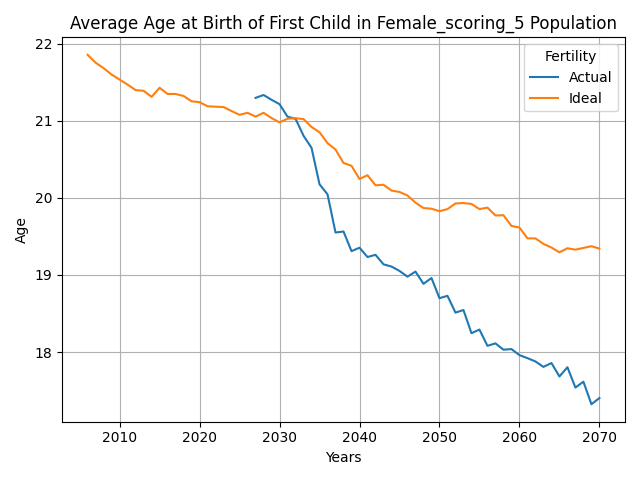 Average Age at Birth of First Child in Female_scoring_5 Population
Fertility
Actual
Ideal
22
21
20
19
18
Age
2010 2020 2030 2040 2050 2060 2070
Years